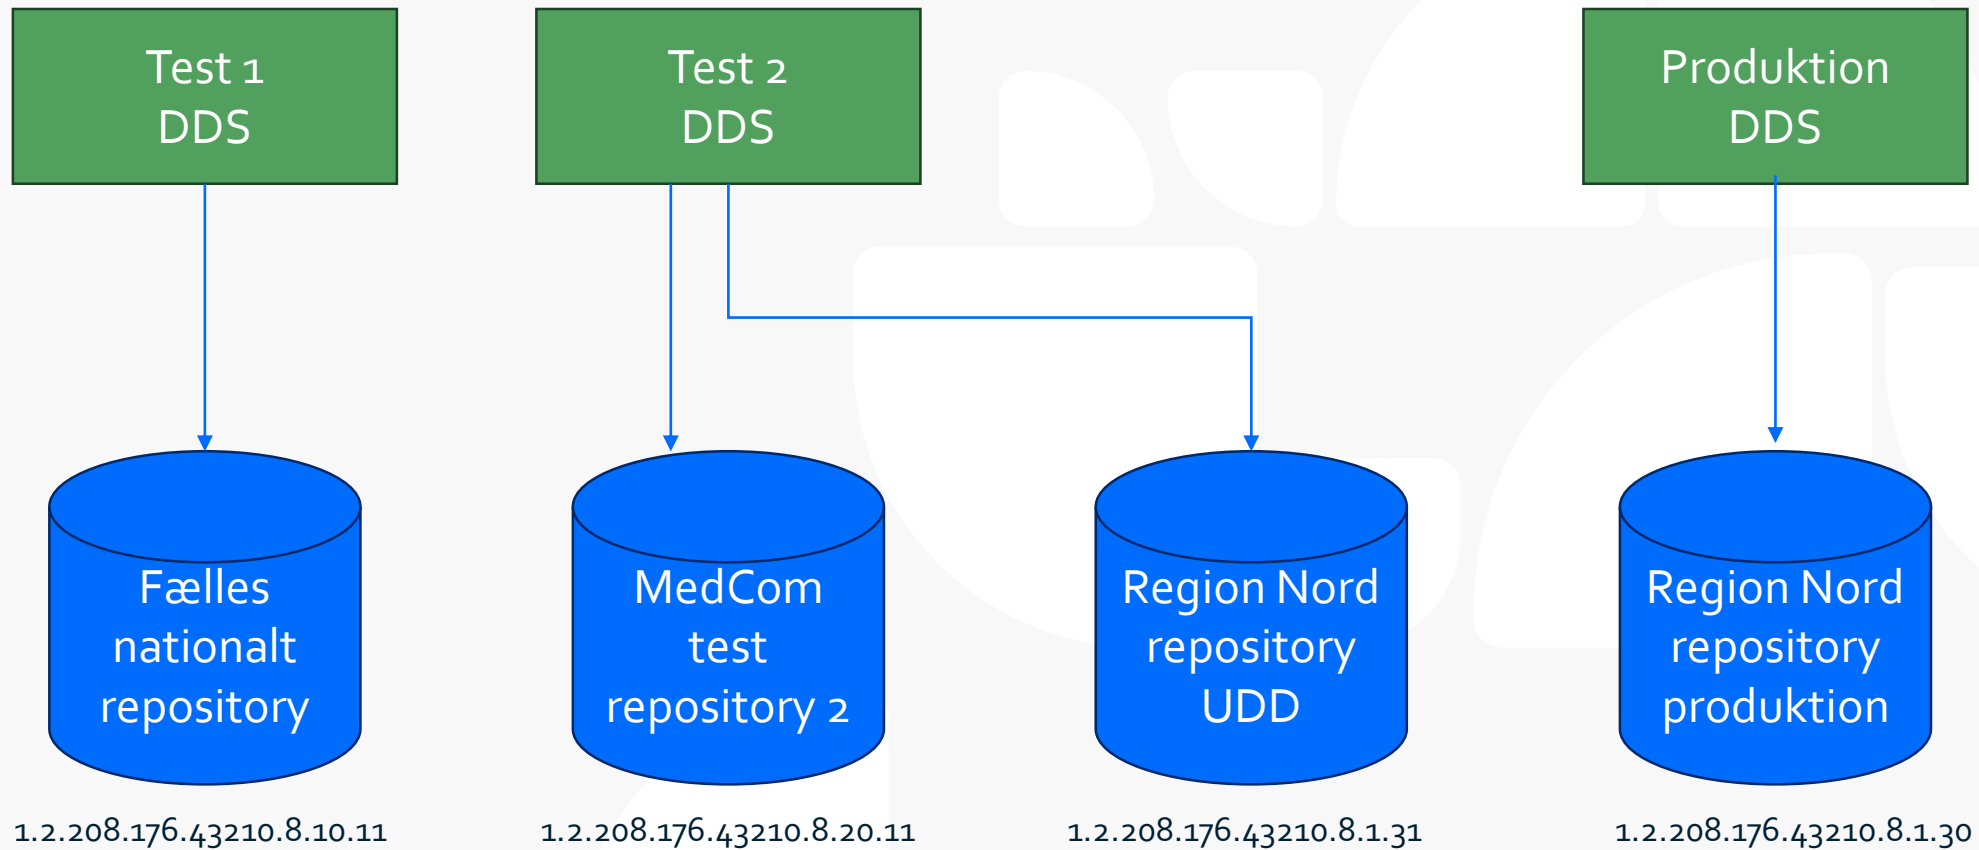 Test 1
DDS
Test 2
DDS
Produktion
DDS
Fælles
nationalt
repository
MedCom
test
repository 2
Region Nord
repository
UDD
Region Nord
repository
produktion
1.2.208.176.43210.8.10.11
1.2.208.176.43210.8.20.11
1.2.208.176.43210.8.1.31
1.2.208.176.43210.8.1.30